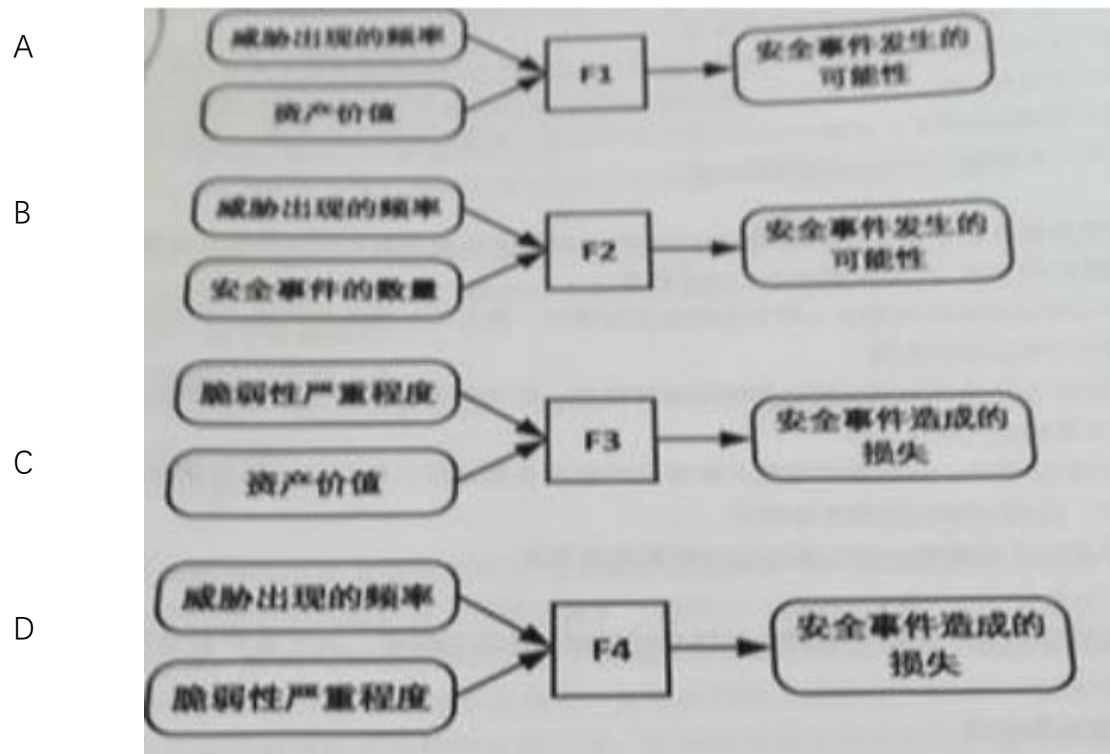 A
威胁出现的频率
资产价值
F1
安全事件发生的
可能性
B
威胁出现的频率
安全事件的数量
F2
安全事件发生的
可能性
C
脆弱性严重程度
资产价值
F3
安全事件造成的
损失
D
威胁出现的频率
脆弱性严重程度
F4
安全事件造成的
损失